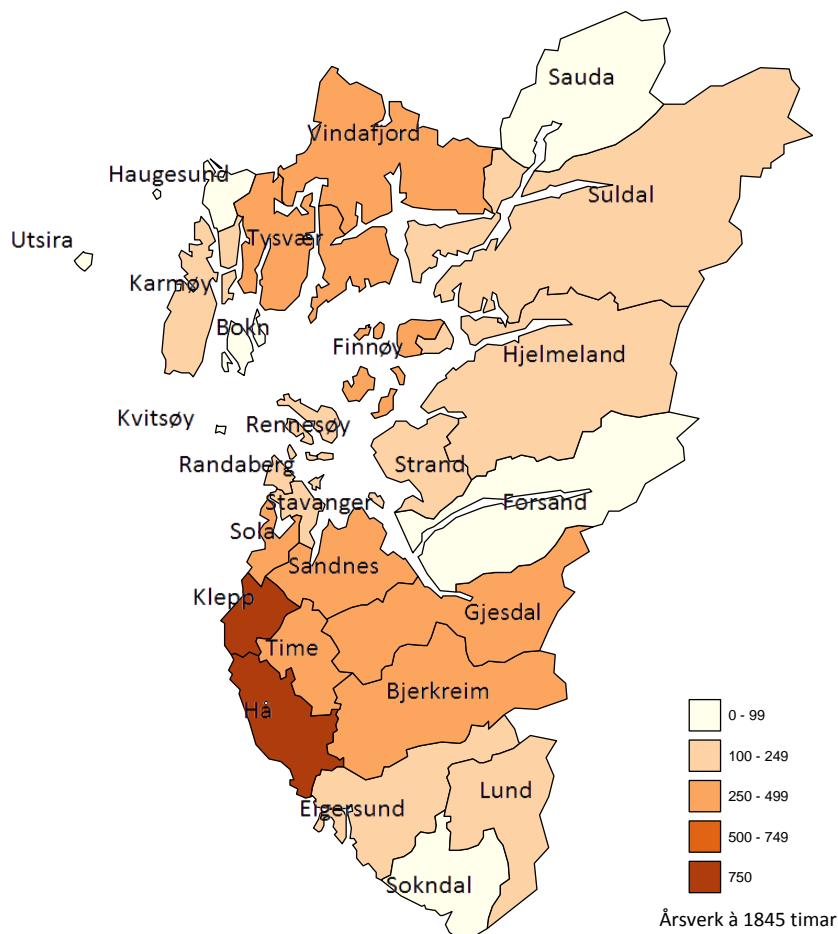 Sauda
Vindafjord
Haugesund
Suldal
Utsira
Tysvær
Karmøy
Bokn
Finnøy
Hjelmeland
Kvitsøy
Rennesøy
Randaberg
Strand
Stavanger
Forsand
Sola
Sandnes
Klepp
Gjesdal
Time
Bjerkreim
Hå
Lund
Eigersund
Sokndal
0 - 99
100 - 249
250 - 499
500 - 749
750
Årsverk à 1845 timar